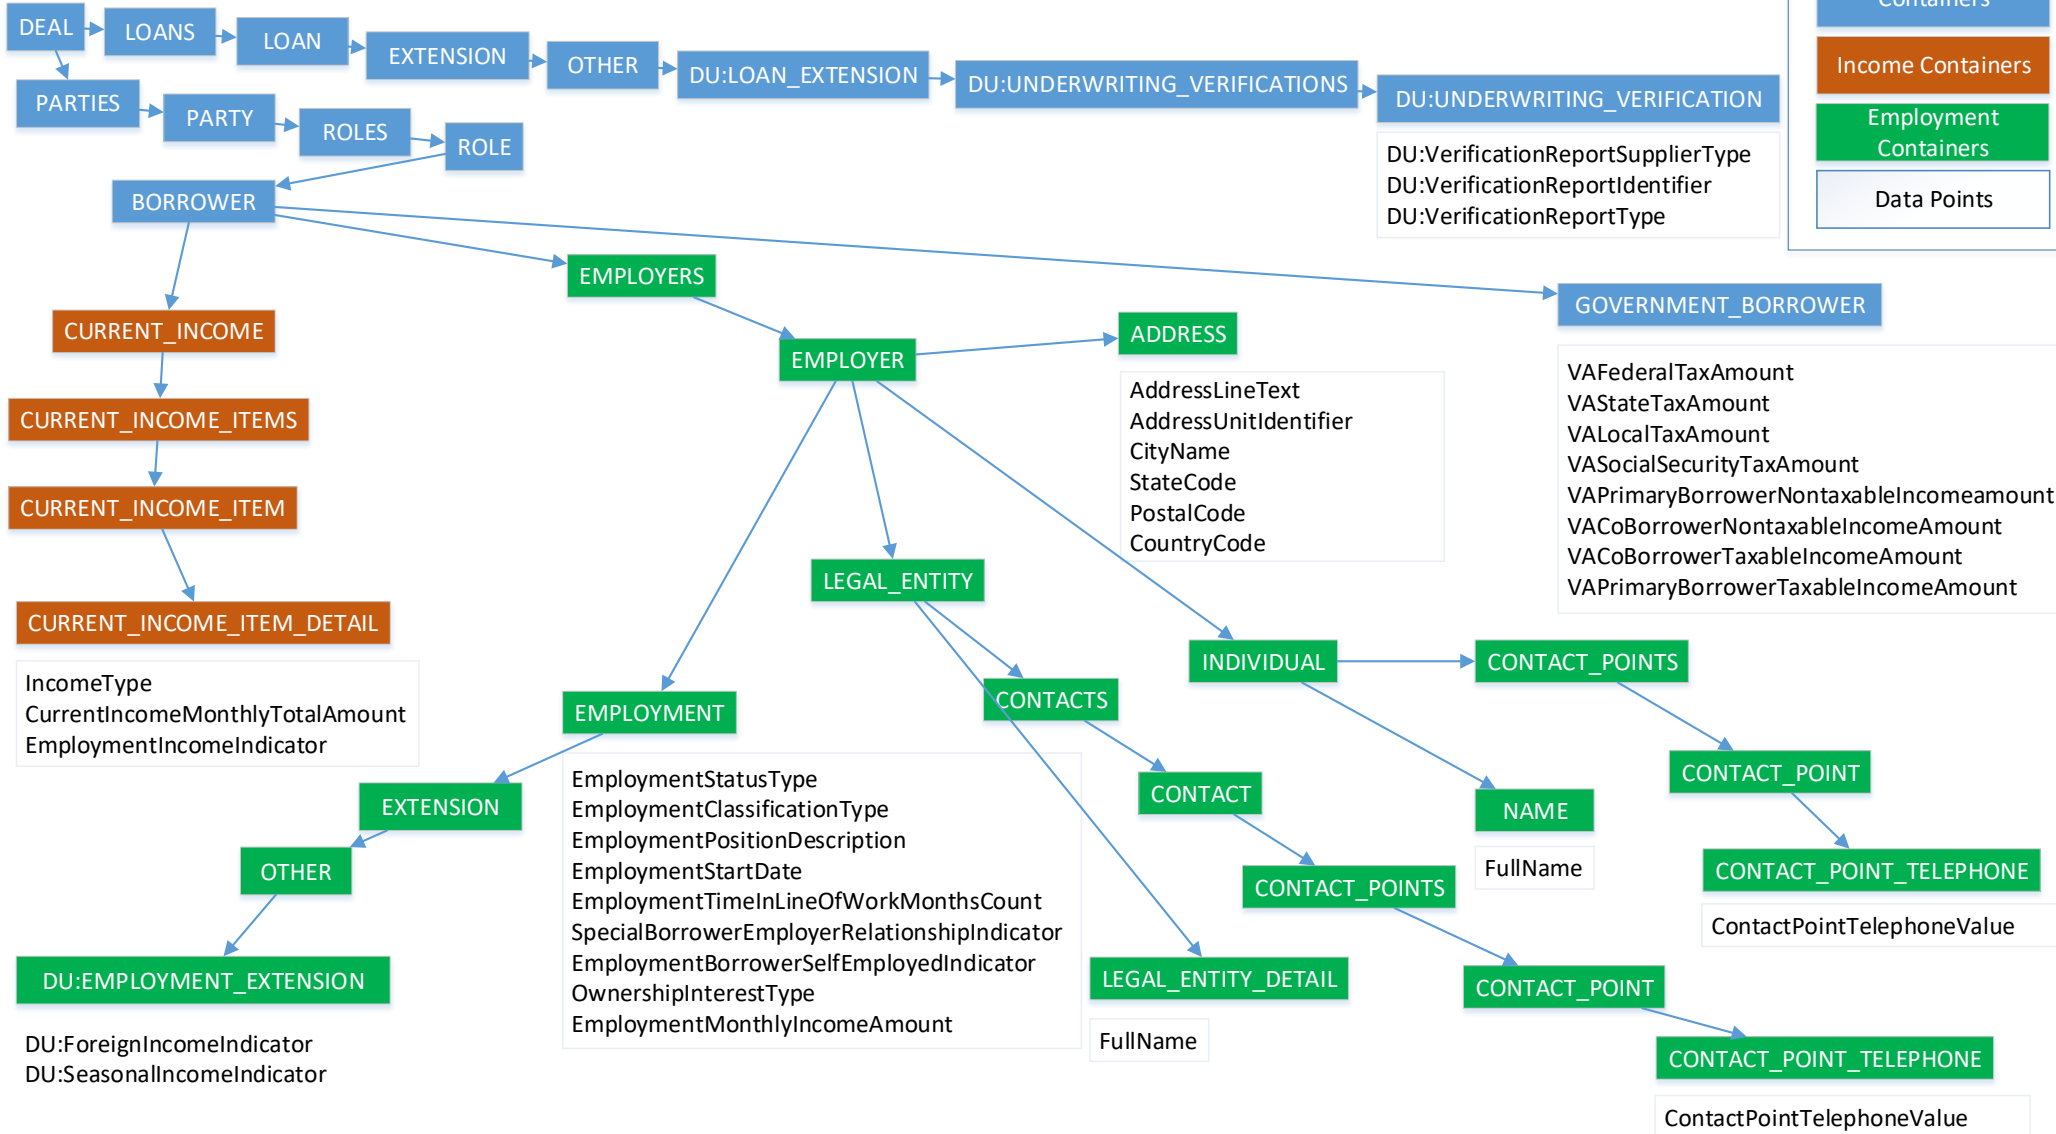 DEAL
LOANS
LOAN
EXTENSION
OTHER
DU:LOAN_EXTENSION
DU:UNDERWRITING_VERIFICATIONS
DU:UNDERWRITING_VERIFICATION
DU:VerificationReportSupplierType
DU:VerificationReportIdentifier
DU:VerificationReportType
Containers
Income Containers
Employment
Containers
Data Points
PARTIES
PARTY
ROLES
ROLE
BORROWER
EMPLOYERS
GOVERNMENT_BORROWER
VAFederalTaxAmount
VAStateTaxAmount
VALocalTaxAmount
VASocialSecurityTaxAmount
VAPrimaryBorrowerNontaxableIncomeamount
VACoBorrowerNontaxableIncomeAmount
VACoBorrowerTaxableIncomeAmount
VAPrimaryBorrowerTaxableIncomeAmount
CURRENT_INCOME
CURRENT_INCOME_ITEMS
CURRENT_INCOME_ITEM
CURRENT_INCOME_ITEM_DETAIL
IncomeType
CurrentIncomeMonthlyTotalAmount
EmploymentIncomeIndicator
EMPLOYER
ADDRESS
AddressLineText
AddressUnitIdentifier
CityName
StateCode
PostalCode
CountryCode
LEGAL_ENTITY
INDIVIDUAL
CONTACT_POINTS
CONTACT_POINT
CONTACT_POINT_TELEPHONE
ContactPointTelephoneValue
NAME
FullName
EMPLOYMENT
EmploymentStatusType
EmploymentClassificationType
EmploymentPositionDescription
EmploymentStartDate
EmploymentTimeInLineOfWorkMonthsCount
SpecialBorrowerEmployerRelationshipIndicator
EmploymentBorrowerSelfEmployedIndicator
OwnershipInterestType
EmploymentMonthlyIncomeAmount
EXTENSION
OTHER
DU:EMPLOYMENT_EXTENSION
DU:ForeignIncomeIndicator
DU:SeasonalIncomeIndicator
CONTACTS
CONTACT
CONTACT_POINTS
CONTACT_POINT
CONTACT_POINT_TELEPHONE
ContactPointTelephoneValue
LEGAL_ENTITY_DETAIL
FullName